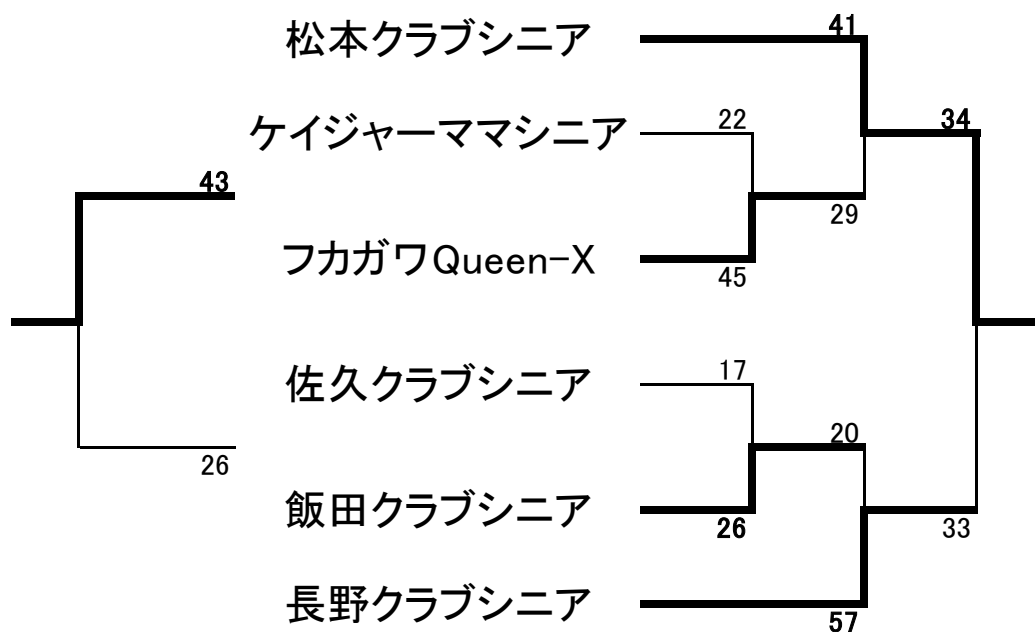 松本クラブシニア
41
ケイジャーママシニア
22
34
43
29
フカガワQueen-X
45
佐久クラブシニア
17
20
26
飯田クラブシニア
26
33
長野クラブシニア
57